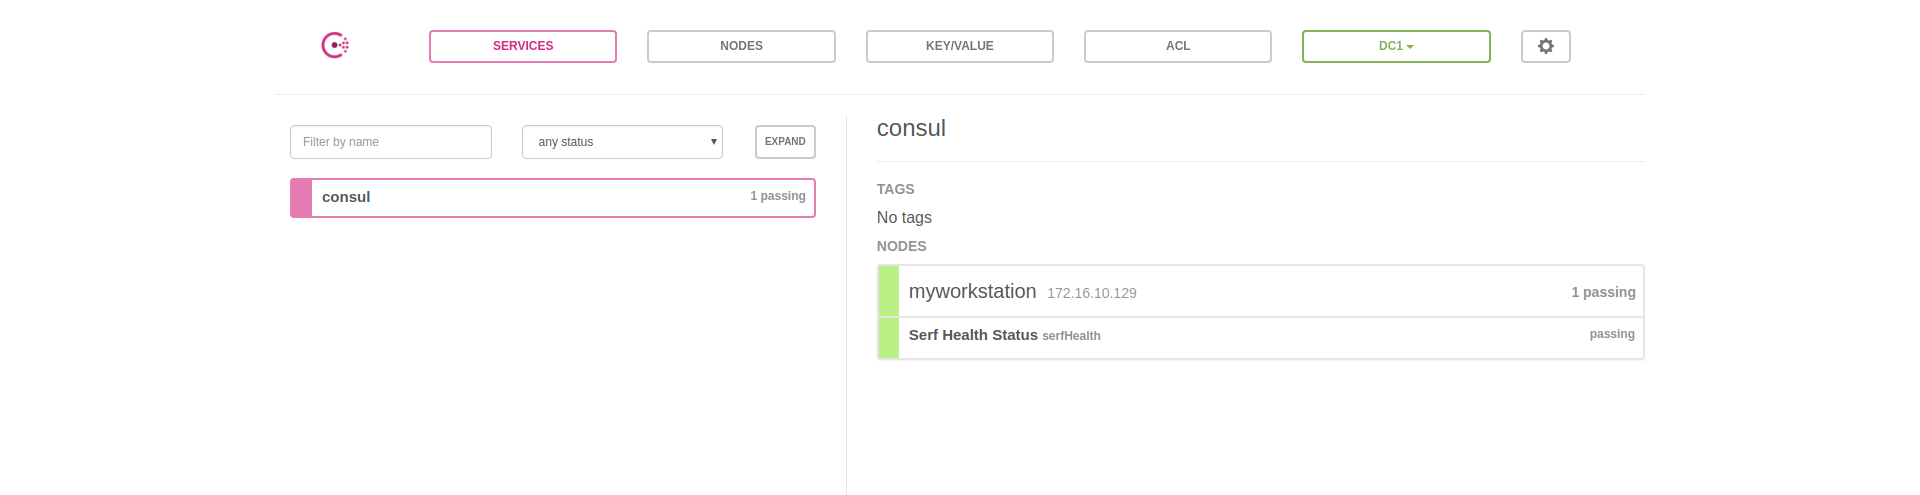 SERVICES
NODES
KEY/VALUE
ACL
DC1
Filter by name
any status
EXPAND
consul
1 passing
consul
TAGS
No tags
NODES
myworkstation 172.16.10.129
1 passing
Serf Health Status serfHealth
passing